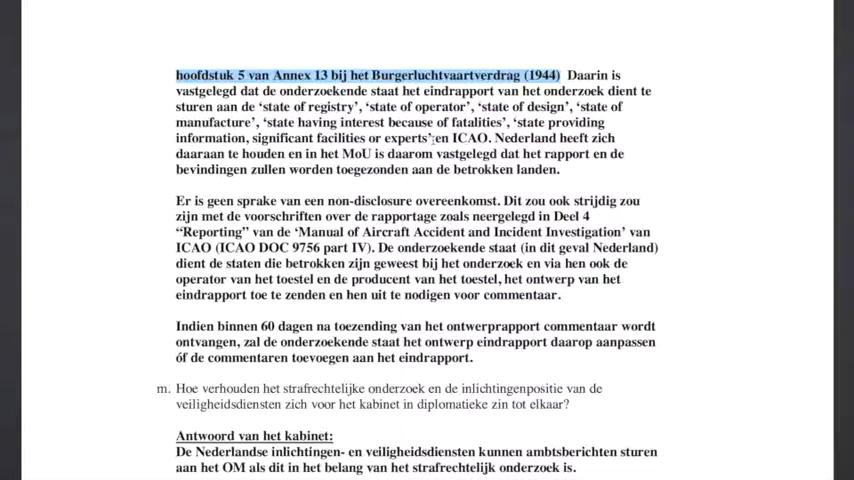 hoofdstuk 5 van Annex 13 bij het Burgerluchtvaartverdrag (1944) Daarin is
vastgelegd dat de onderzoekende staat het eindrapport van het onderzoek dient te
sturen aan de ‘state of registry’, ‘state of operator’, ‘state of design’, ‘state of
manufacture’, ‘state having interest because of fatalities’, ‘state providing
information, significant facilities or experts’ en ICAO. Nederland heeft zich
daaraan te houden en in het MoU is daarom vastgelegd dat het rapport en de
bevindingen zullen worden toegezonden aan de betrokken landen.
Er is geen sprake van een non-disclosure overeenkomst. Dit zou ook strijdig zou
zijn met de voorschriften over de rapportage zoals neergelegd in Deel 4
“Reporting” van de ‘Manual of Aircraft Accident and Incident Investigation’ van
ICAO (ICAO DOC 9756 part IV). De onderzoekende staat (in dit geval Nederland)
dient de staten die betrokken zijn geweest bij het onderzoek en via hen ook de
operator van het toestel en de producent van het toestel, het ontwerp van het
eindrapport toe te zenden en hen uit te nodigen voor commentaar.
Indien binnen 60 dagen na toezending van het ontwerprapport commentaar wordt
ontvangen, zal de onderzoekende staat het ontwerp eindrapport daarop aanpassen
óf de commentaren toevoegen aan het eindrapport.
m. Hoe verhouden het strafrechtelijke onderzoek en de inlichtingenpositie van de
veiligheidsdiensten zich voor het kabinet in diplomatieke zin tot elkaar?
Antwoord van het kabinet:
De Nederlandse inlichtingen- en veiligheidsdiensten kunnen ambtsberichten sturen
aan het OM als dit in het belang van het strafrechtelijk onderzoek is.